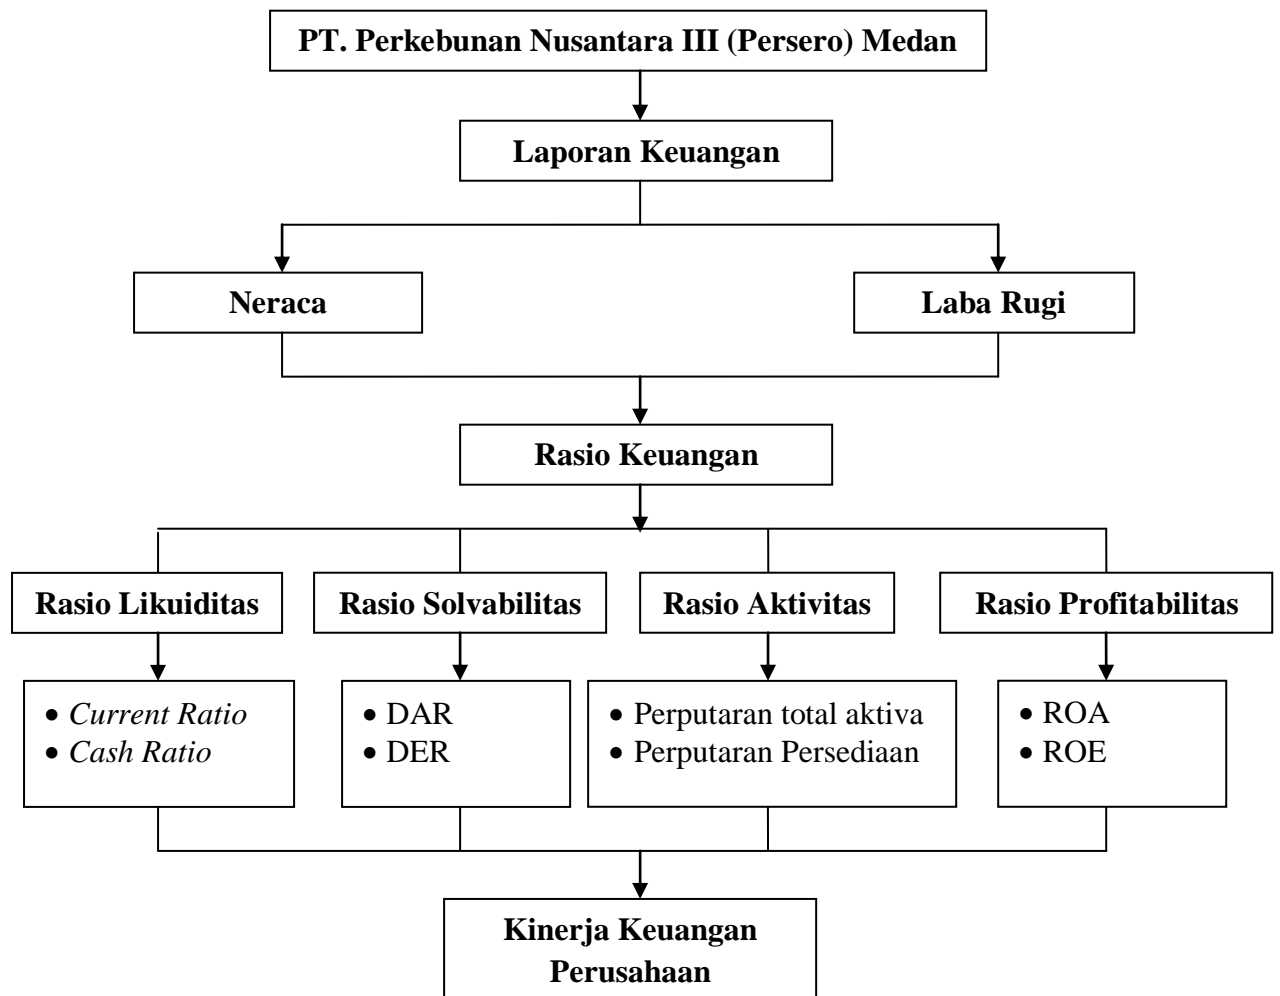 PT. Perkebunan Nusantara III (Persero) Medan
Laporan Keuangan
Neraca
Laba Rugi
Rasio Keuangan
Rasio Likuiditas
Rasio Solvabilitas
Rasio Aktivitas
Rasio Profitabilitas
• Current Ratio
• Cash Ratio
• DAR
• DER
• Perputaran total aktiva
• Perputaran Persediaan
• ROA
• ROE
Kinerja Keuangan
Perusahaan